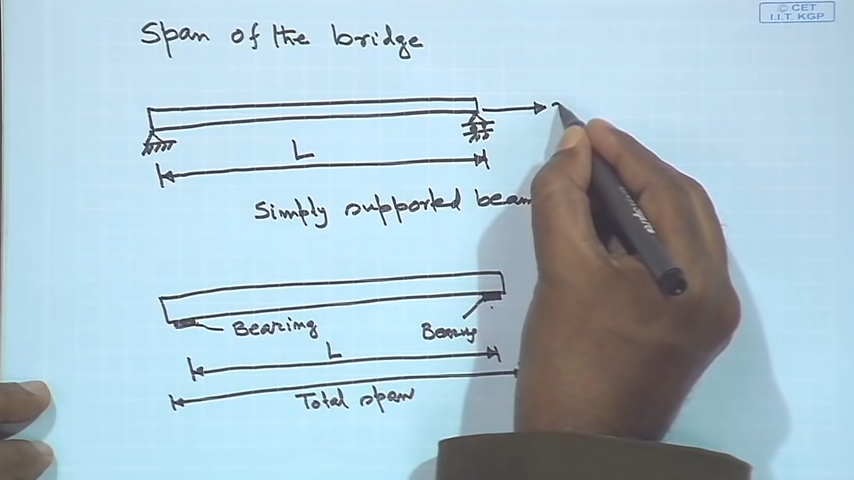 © CET
I.I.T. KGP
Span of the bridge
L
Simply supported beam
Bearing
Bearing
L
Total span